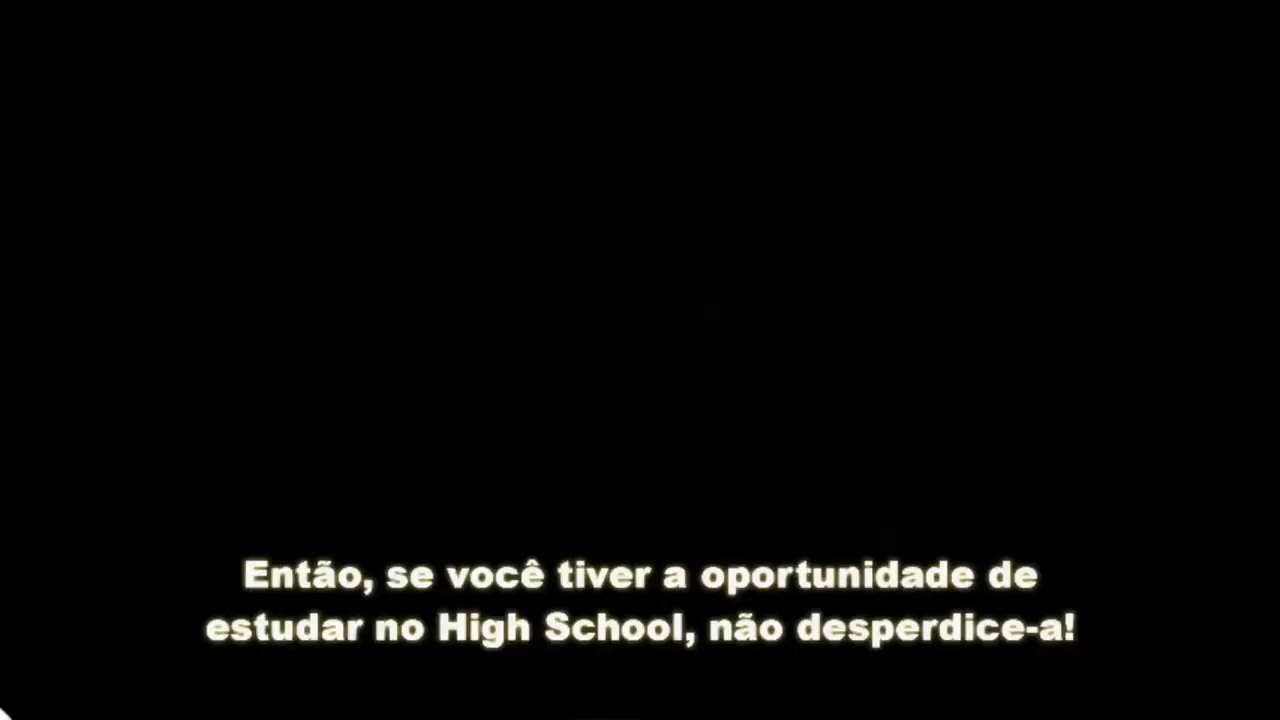 Então, se você tiver a oportunidade de
estudar no High School, não desperdice-a!